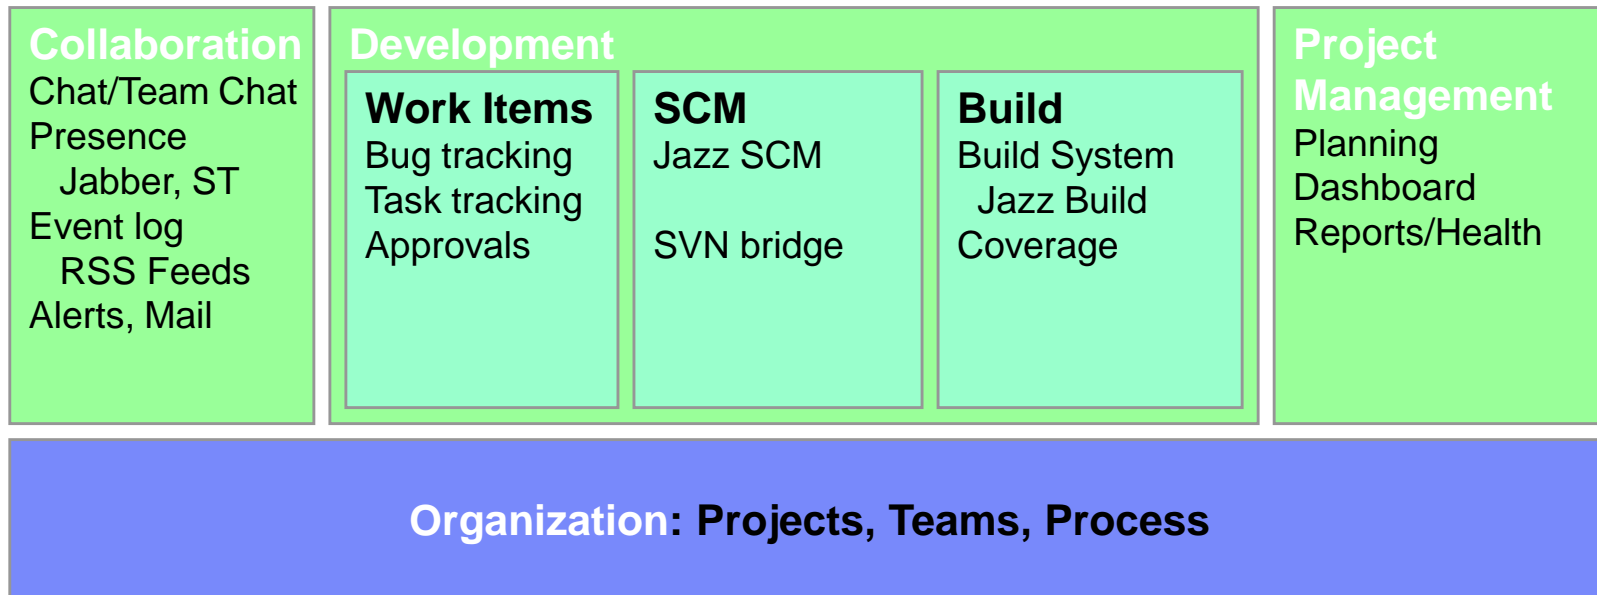 Collaboration
Chat/Team Chat
Presence
Jabber, ST
Event log
RSS Feeds
Alerts, Mail
Development
Work Items
Bug tracking
Task tracking
Approvals
SCM
Jazz SCM
SVN bridge
Build
Build System
Jazz Build
Coverage
Project
Management
Planning
Dashboard
Reports/Health
Organization: Projects, Teams, Process